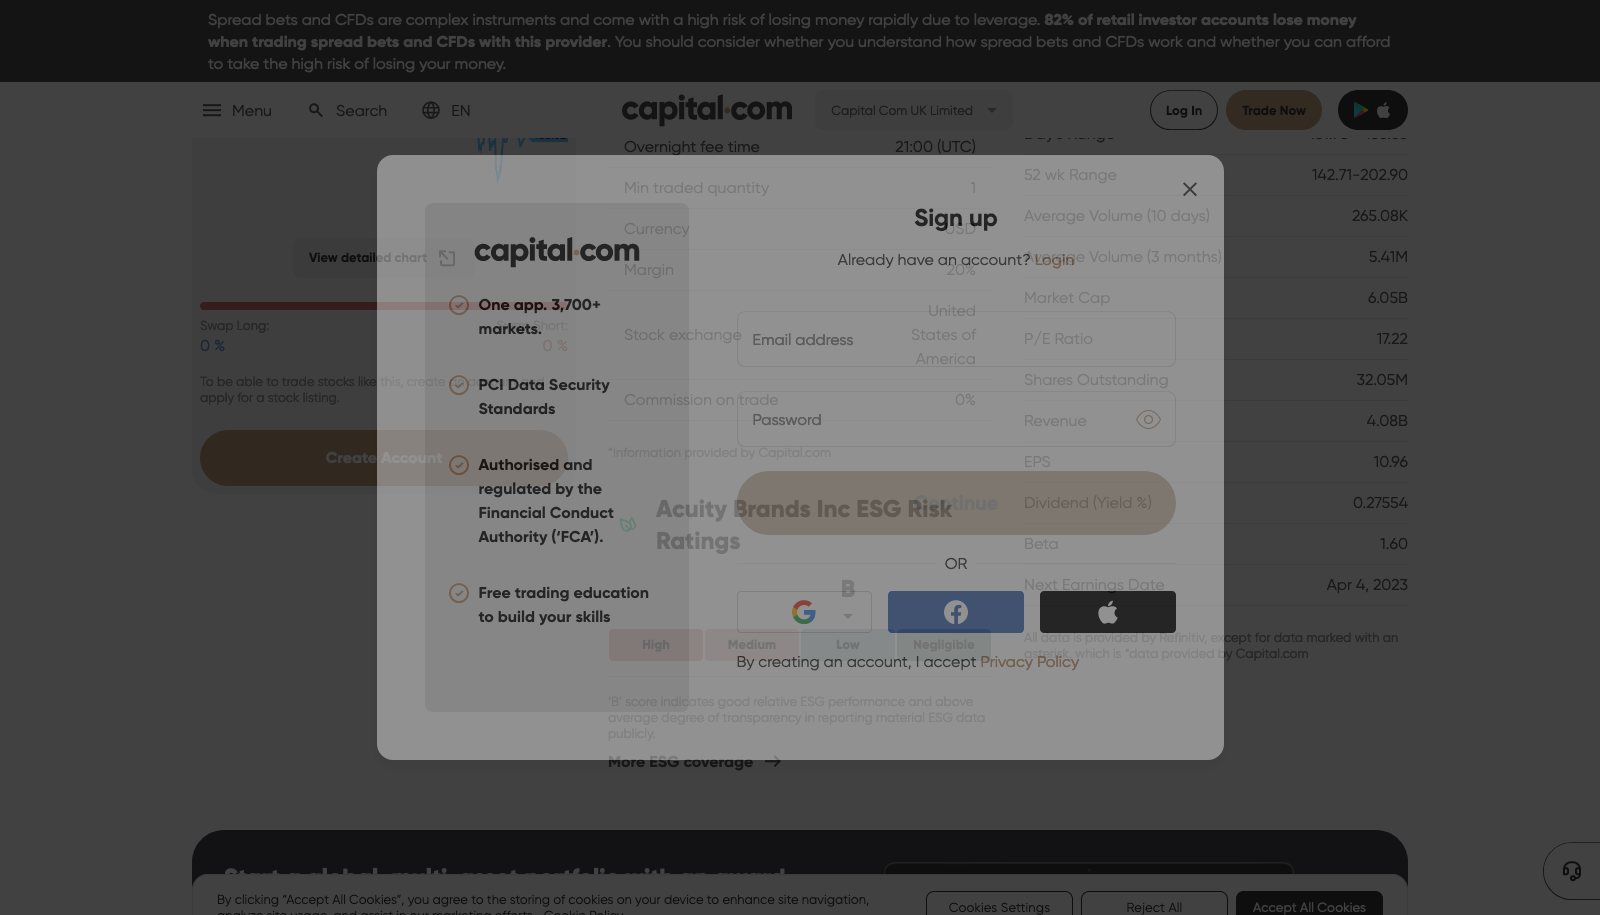 Spread bets and CFDs are complex instruments and come with a high risk of losing money rapidly due to leverage. 82% of retail investor accounts lose money
when trading spread bets and CFDs with this provider. You should consider whether you understand how spread bets and CFDs work and whether you can afford
to take the high risk of losing your money.
Menu
Search
EN
capital.com
Capital Com UK Limited
Log In
Trade Now
View detailed chart
Swap Long:
0 %
Short:
0 %
To be able to trade stocks like this, create
apply for a stock listing.
Create Account
Overnight fee time 21:00 (UTC)
Min traded quantity 1
Currency USD
Margin 20%
Stock exchange United
States of
America
Commission on trade 0%
*Information provided by Capital.com
Acuity Brands Inc ESG Risk
Ratings
B
High
Medium
Low
Negligible
'B' score indicates good relative ESG performance and above
average degree of transparency in reporting material ESG data
publicly.
More ESG coverage
52 wk Range 142.71-202.90
Average Volume (10 days) 265.08K
Average Volume (3 months) 5.41M
Market Cap 6.05B
P/E Ratio 17.22
Shares Outstanding 32.05M
Revenue 4.08B
EPS 10.96
Dividend (Yield %) 0.27554
Beta 1.60
Next Earnings Date Apr 4, 2023
All data is provided by Refinitiv, except for data marked with an
asterisk, which is *data provided by Capital.com
capital.com
One app. 3,700+
markets.
PCI Data Security
Standards
Authorised and
regulated by the
Financial Conduct
Authority (‘FCA’).
Free trading education
to build your skills
Sign up
Already have an account? Login
Email address
Password
Continue
OR
By creating an account, I accept Privacy Policy
Start a global, multi-asset portfolio with an award
By clicking “Accept All Cookies”, you agree to the storing of cookies on your device to enhance site navigation,
analyze site usage, and assist in our marketing efforts. Cookie Policy
Cookies Settings
Reject All
Accept All Cookies